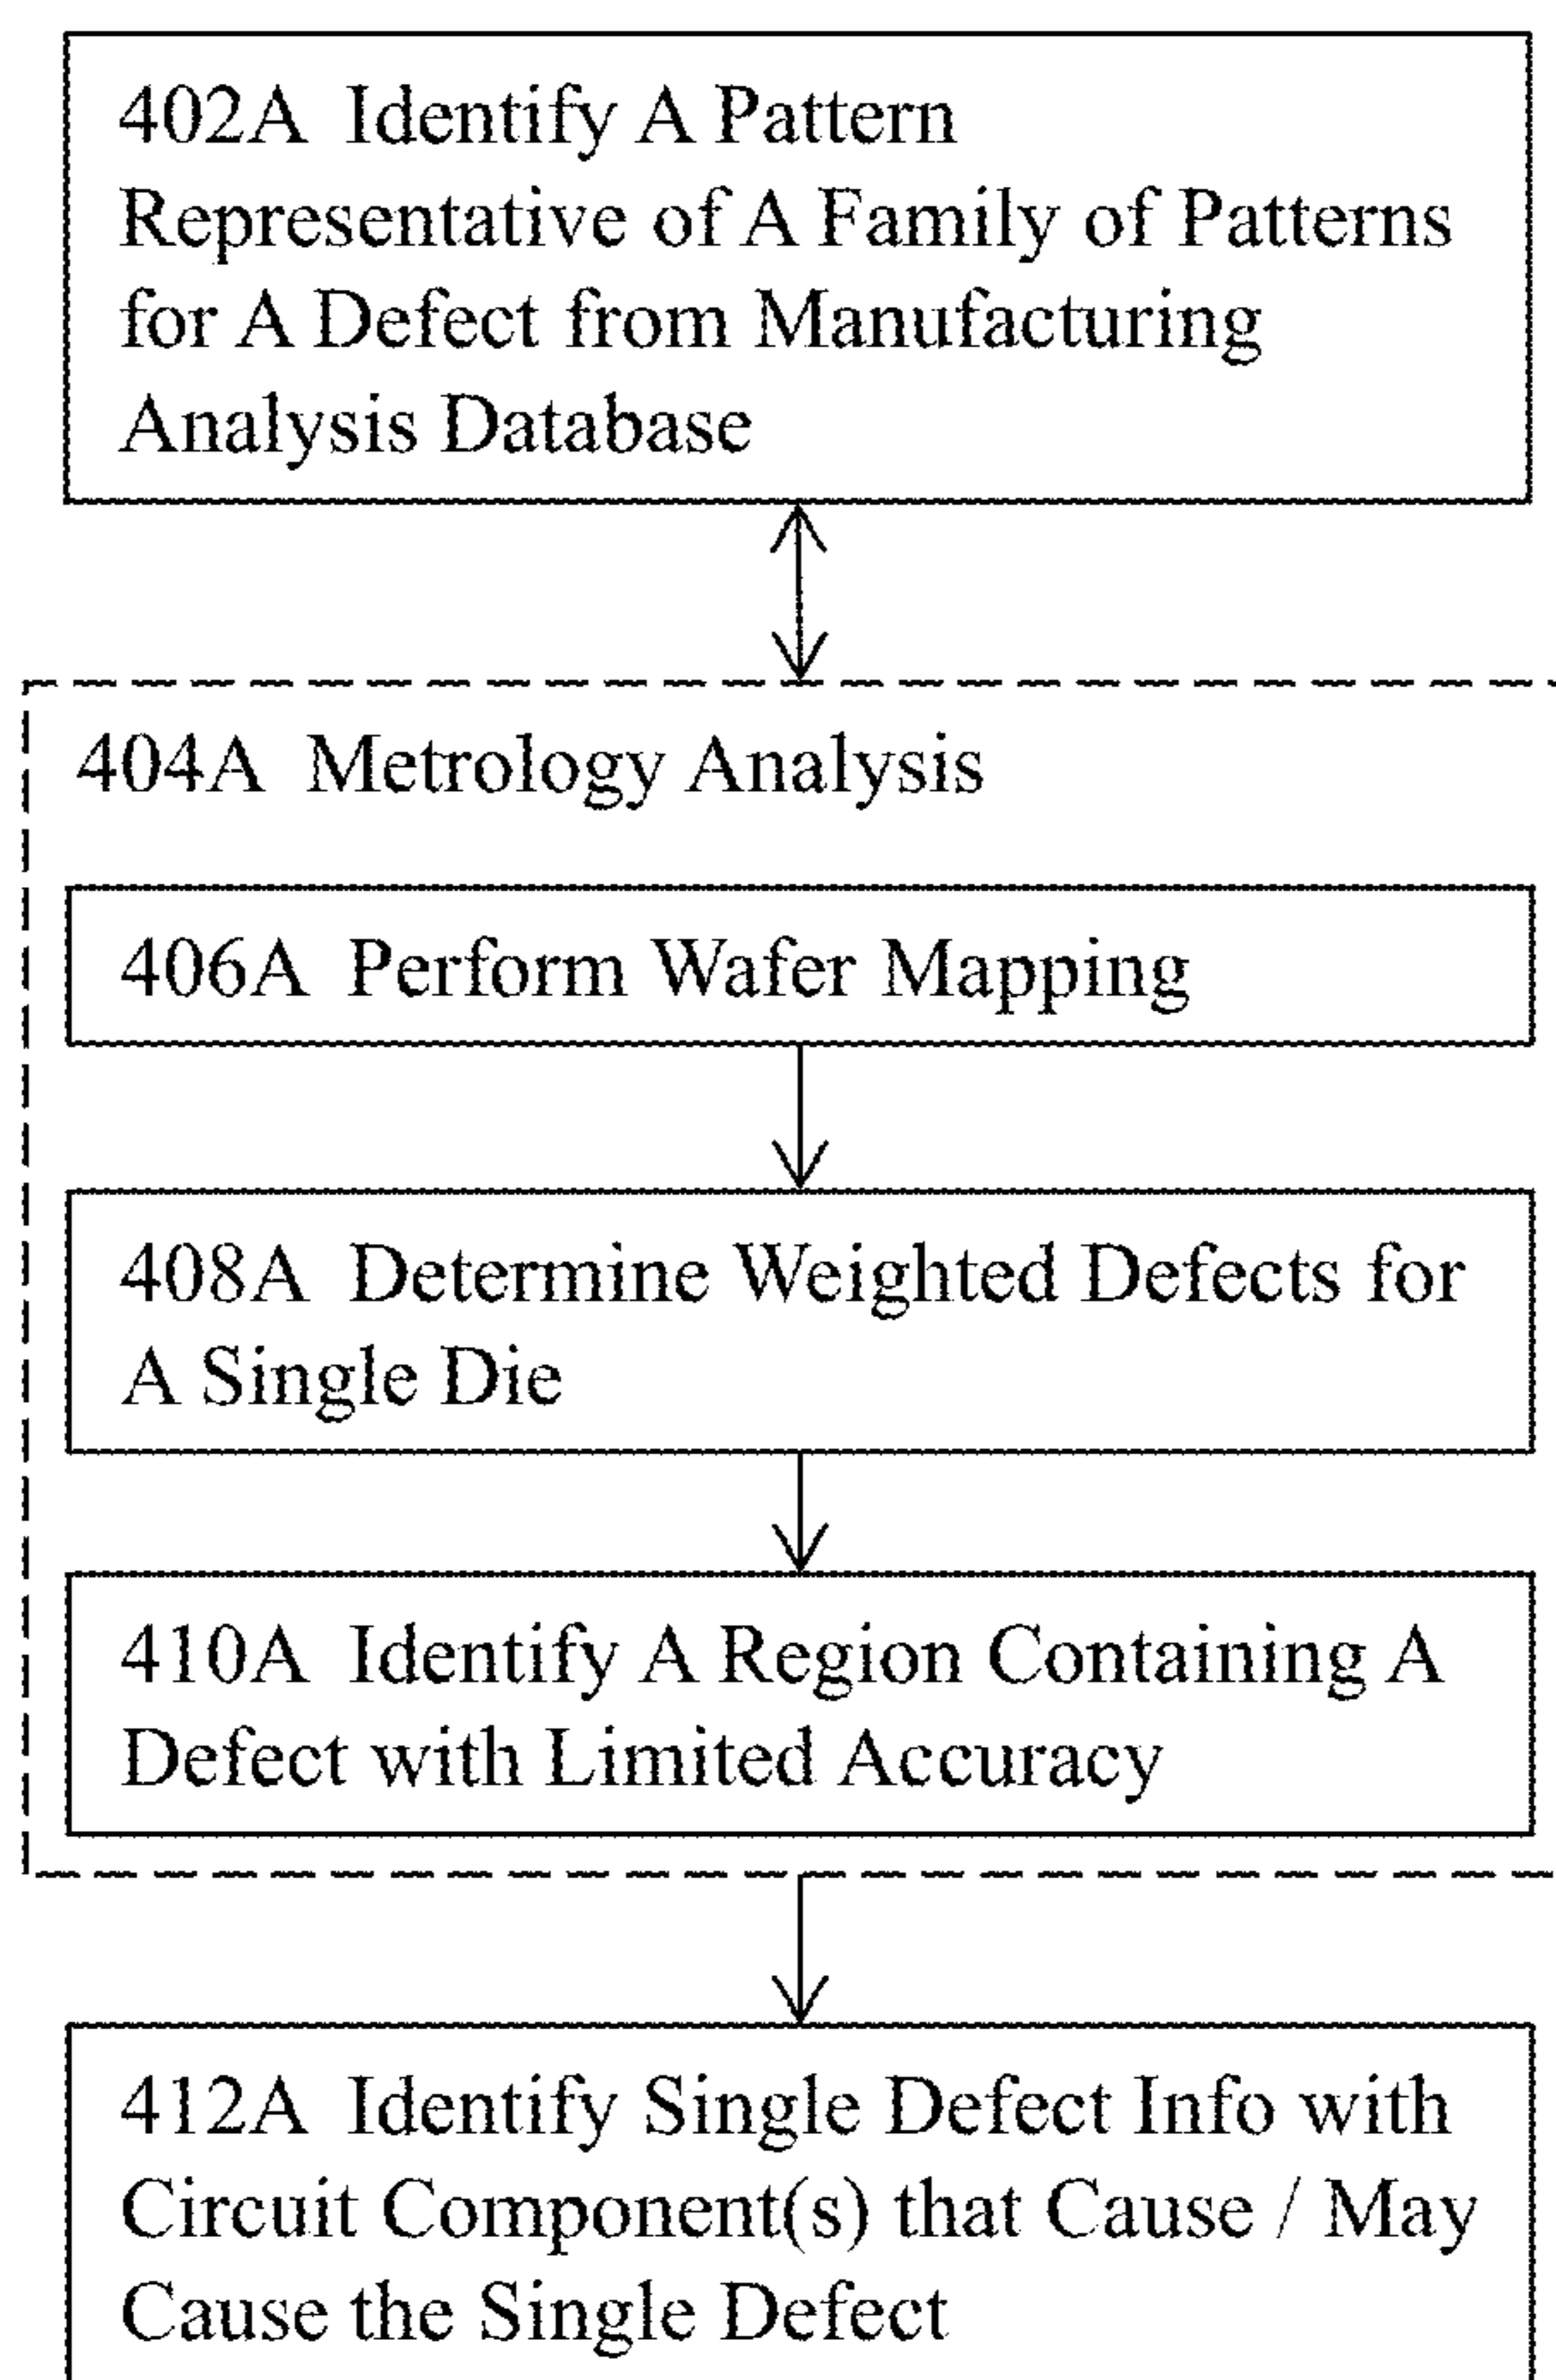 402A Identify A Pattern
Representative of A Family of Patterns
for A Defect from Manufacturing
Analysis Database
404A Metrology Analysis
406A Perform Wafer Mapping
408A Determine Weighted Defects for
A Single Die
410A Identify A Region Containing A
Defect with Limited Accuracy
412A Identify Single Defect Info with
Circuit Component(s) that Cause / May
Cause the Single Defect